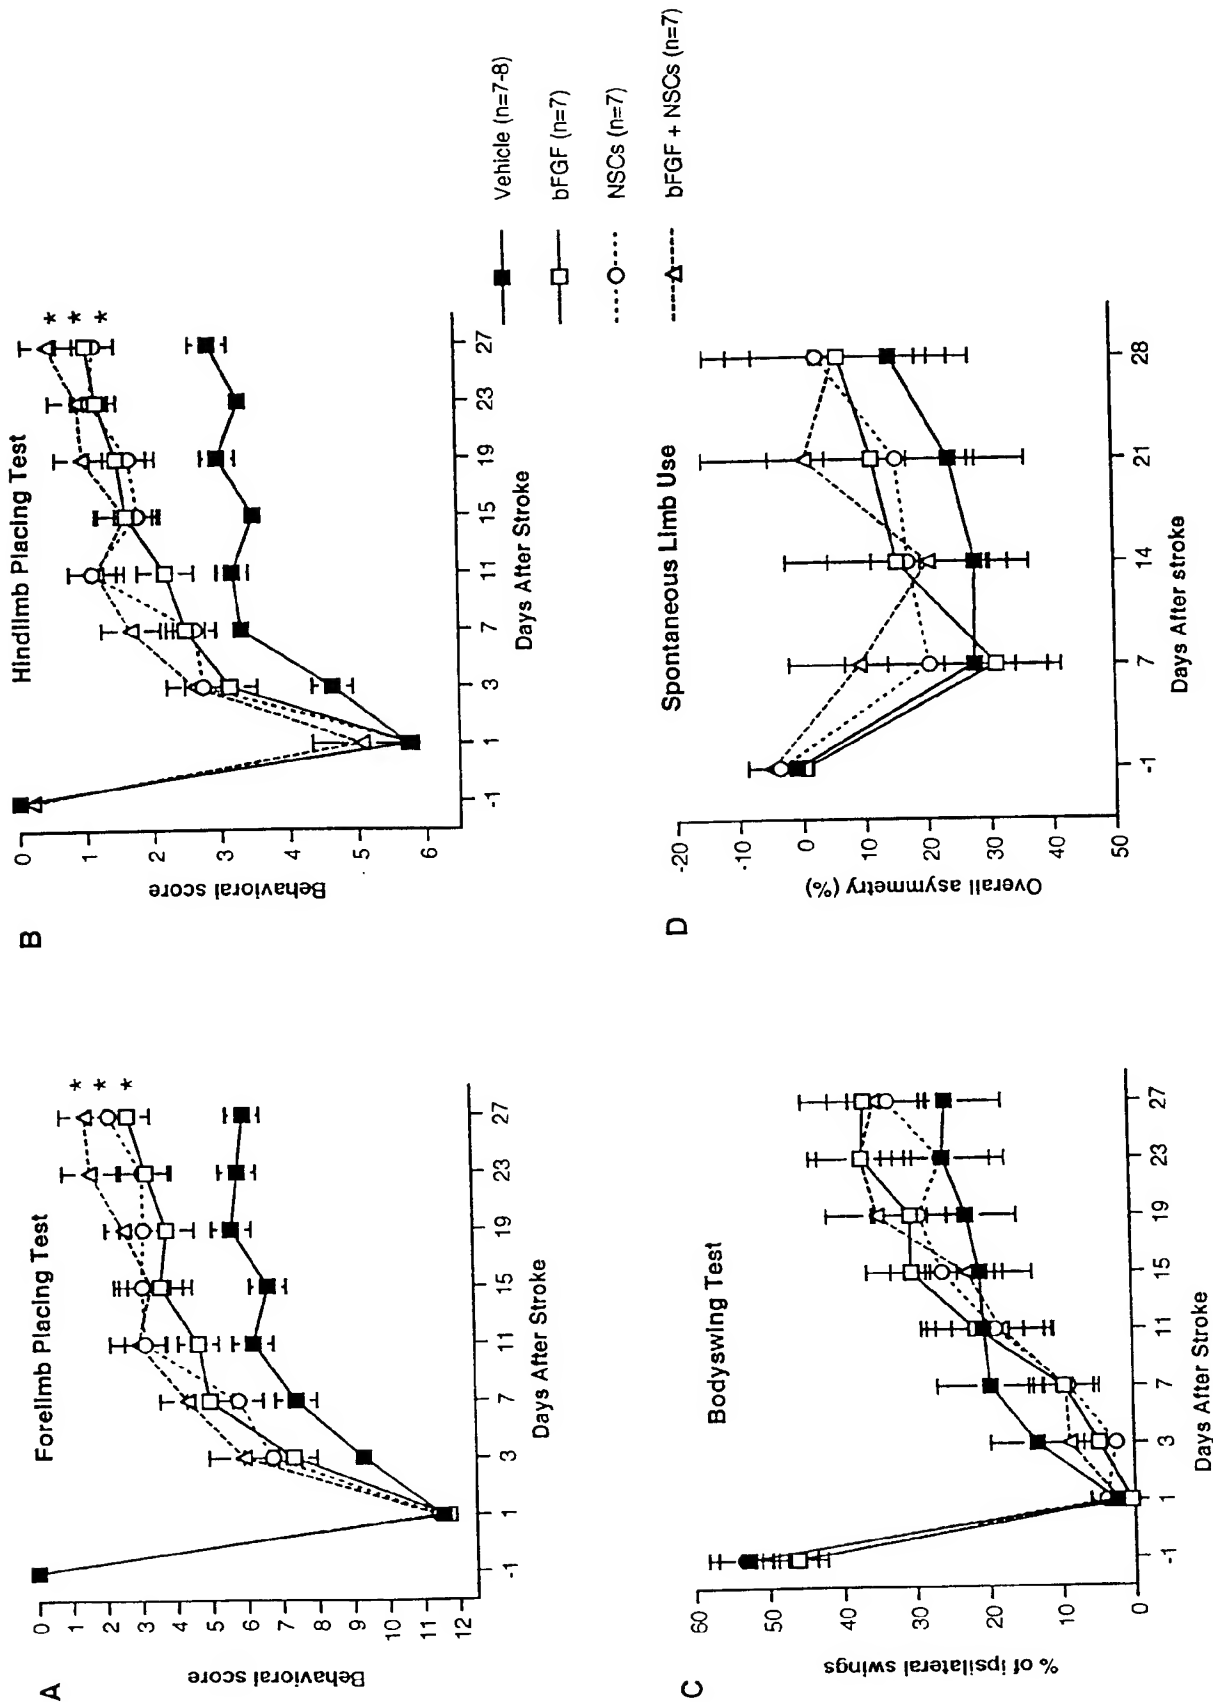 A
Forelimb Placing Test
Behavioral score
0
1
2
3
4
5
6
7
8
9
10
11
12
-1 1 3 7 11 15 19 23 27
Days After Stroke
* * *
B
Hindlimb Placing Test
Behavioral score
0
1
2
3
4
5
6
-1 1 3 7 11 15 19 23 27
Days After Stroke
* * *
Vehicle (n=7-8)
bFGF (n=7)
NSCs (n=7)
bFGF + NSCs (n=7)
C
Bodyswing Test
% of ipsilateral swings
60
50
40
30
20
10
0
-1 1 3 7 11 15 19 23 27
Days After Stroke
D
Spontaneous Limb Use
Overall asymmetry (%)
-20
-10
0
10
20
30
40
50
-1 7 14 21 28
Days After stroke